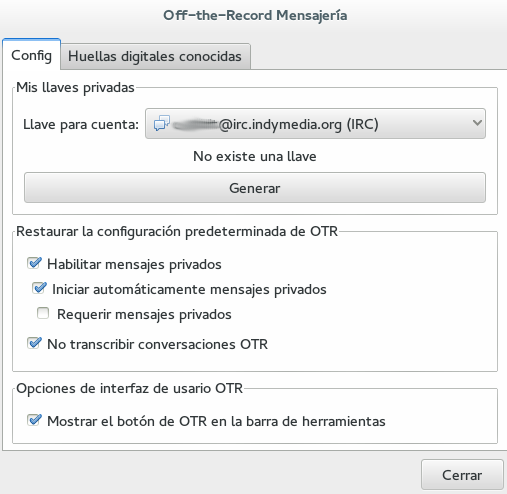 Off-the-Record Mensajería
Config
Huellas digitales conocidas
Mis llaves privadas
Llave para cuenta:
@irc.indymedia.org (IRC)
No existe una llave
Generar
Restaurar la configuración predeterminada de OTR
Habilitar mensajes privados
Iniciar automáticamente mensajes privados
Requerir mensajes privados
No transcribir conversaciones OTR
Opciones de interfaz de usario OTR
Mostrar el botón de OTR en la barra de herramientas
Cerrar